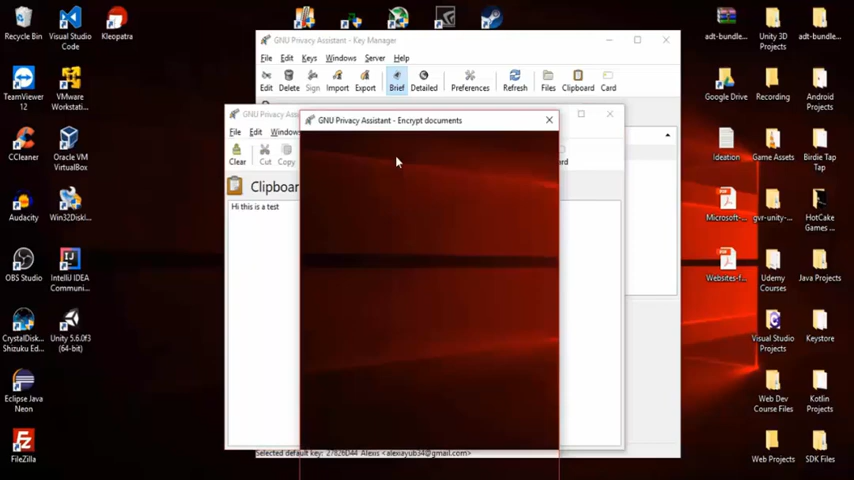 Recycle Bin
Visual Studio
Code
Kleopatra
TeamViewer
12
VMware
Workstati...
CCleaner
Oracle VM
VirtualBox
Audacity
Win32Diskl...
OBS Studio
IntelliJ IDEA
Communi...
CrystalDisk...
Shizuku Ed...
Unity 5.6.0f3
(64-bit)
Eclipse Java
Neon
FileZilla
GNU Privacy Assistant - Key Manager
File Edit Keys Windows Server Help
Edit Delete Sign Import Export Brief Detailed Preferences Refresh Files Clipboard Card
GNU Privacy Assi
File Edit Windows
Clear Cut Copy
Clipboar
Hi this is a test
GNU Privacy Assistant - Encrypt documents
Selected default key: 27826D44 Alexis <alexiayub34@gmail.com>
adt-bundle...
Unity 3D
Projects
adt-bundle...
Google Drive
Recording
Android
Projects
Ideation
Game Assets
Birdie Tap
Tap
Microsoft-...
gvr-unity-...
HotCake
Games ...
Websites-f...
Udemy
Courses
Java Projects
Visual Studio
Projects
Keystore
Web Dev
Course Files
Kotlin
Projects
Web Projects
SDK Files